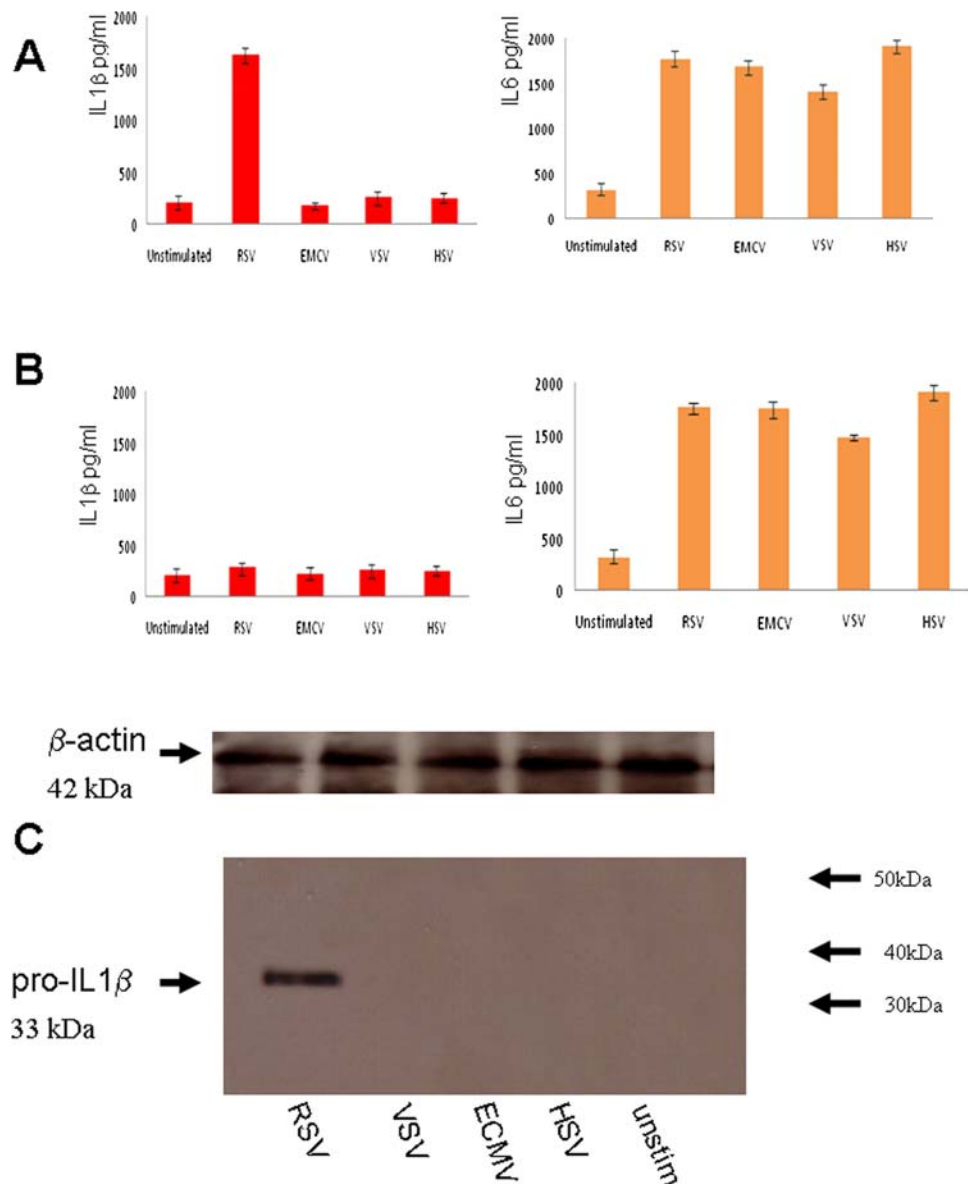 A
IL1β pg/ml
2000
1500
1000
500
0
Unstimulated RSV EMCV VSV HSV
IL6 pg/ml
2000
1500
1000
500
0
Unstimulated RSV EMCV VSV HSV
B
IL1β pg/ml
2000
1500
1000
500
0
Unstimulated RSV EMCV VSV HSV
IL6 pg/ml
2000
1500
1000
500
0
Unstimulated RSV EMCV VSV HSV
β-actin
42 kDa
C
50kDa
40kDa
pro-IL1β
30kDa
33 kDa
RSV VSV ECMV HSV unstim